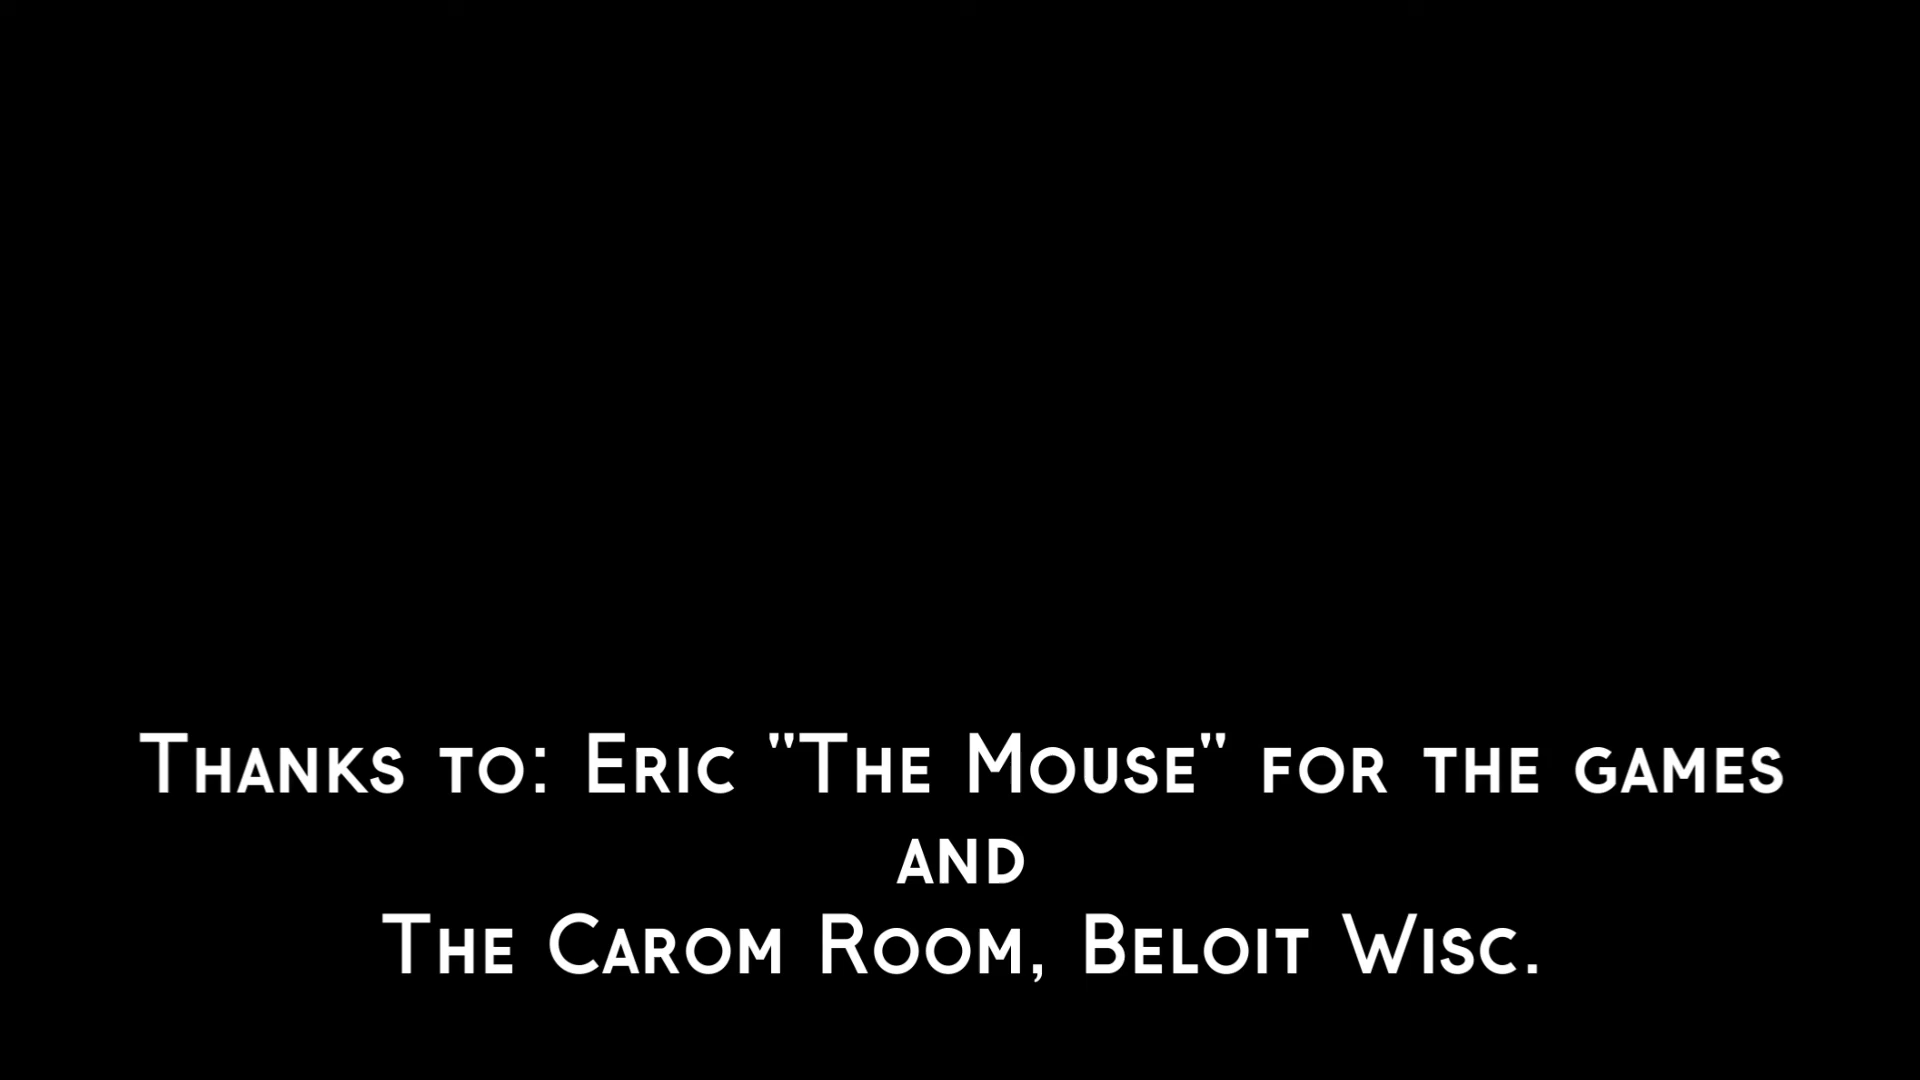 Thanks to: Eric "The Mouse" for the games
and
The Carom Room, Beloit Wisc.